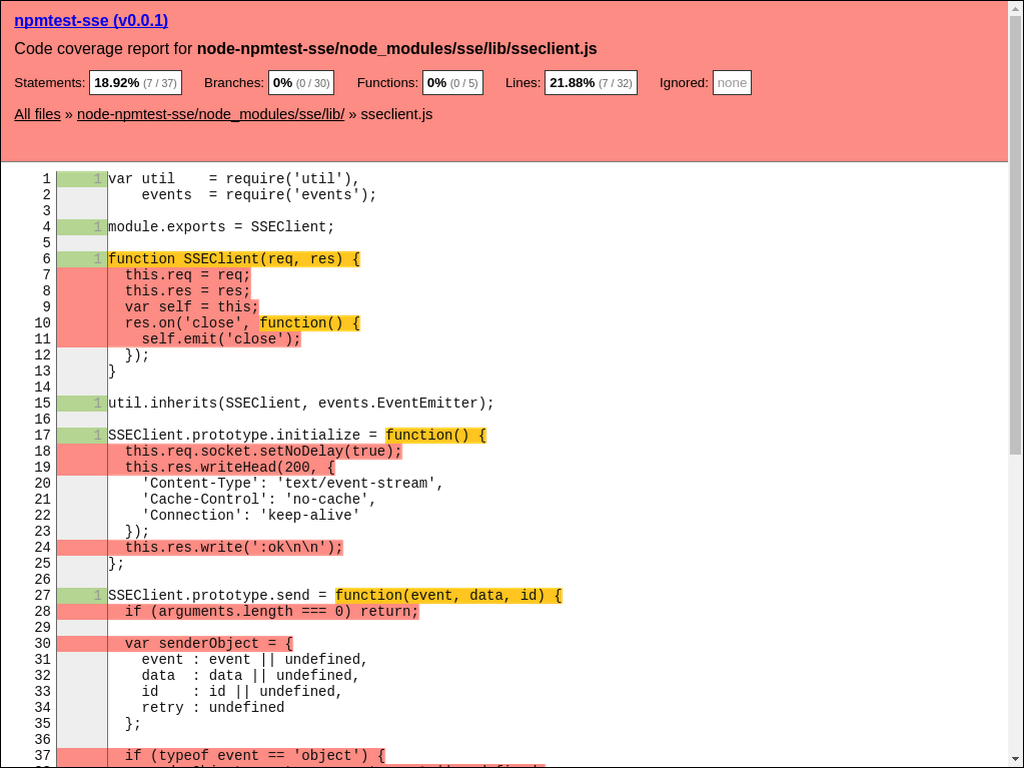 npmtest-sse (v0.0.1)
Code coverage report for node-npmtest-sse/node_modules/sse/lib/sseclient.js
Statements: 18.92% (7 / 37) Branches: 0% (0 / 30) Functions: 0% (0 / 5) Lines: 21.88% (7 / 32) Ignored: none
All files » node-npmtest-sse/node_modules/sse/lib/ » sseclient.js
1 1 var util    = require('util'),
2     events  = require('events');
3
4 1 module.exports = SSEClient;
5
6 1 function SSEClient(req, res) {
7   this.req = req;
8   this.res = res;
9   var self = this;
10   res.on('close', function() {
11     self.emit('close');
12   });
13 }
14
15 1 util.inherits(SSEClient, events.EventEmitter);
16
17 1 SSEClient.prototype.initialize = function() {
18   this.req.socket.setNoDelay(true);
19   this.res.writeHead(200, {
20     'Content-Type': 'text/event-stream',
21     'Cache-Control': 'no-cache',
22     'Connection': 'keep-alive'
23   });
24   this.res.write(':ok\n\n');
25 };
26
27 1 SSEClient.prototype.send = function(event, data, id) {
28   if (arguments.length === 0) return;
29
30   var senderObject = {
31     event : event || undefined,
32     data  : data || undefined,
33     id    : id || undefined,
34     retry : undefined
35   };
36
37   if (typeof event == 'object') {